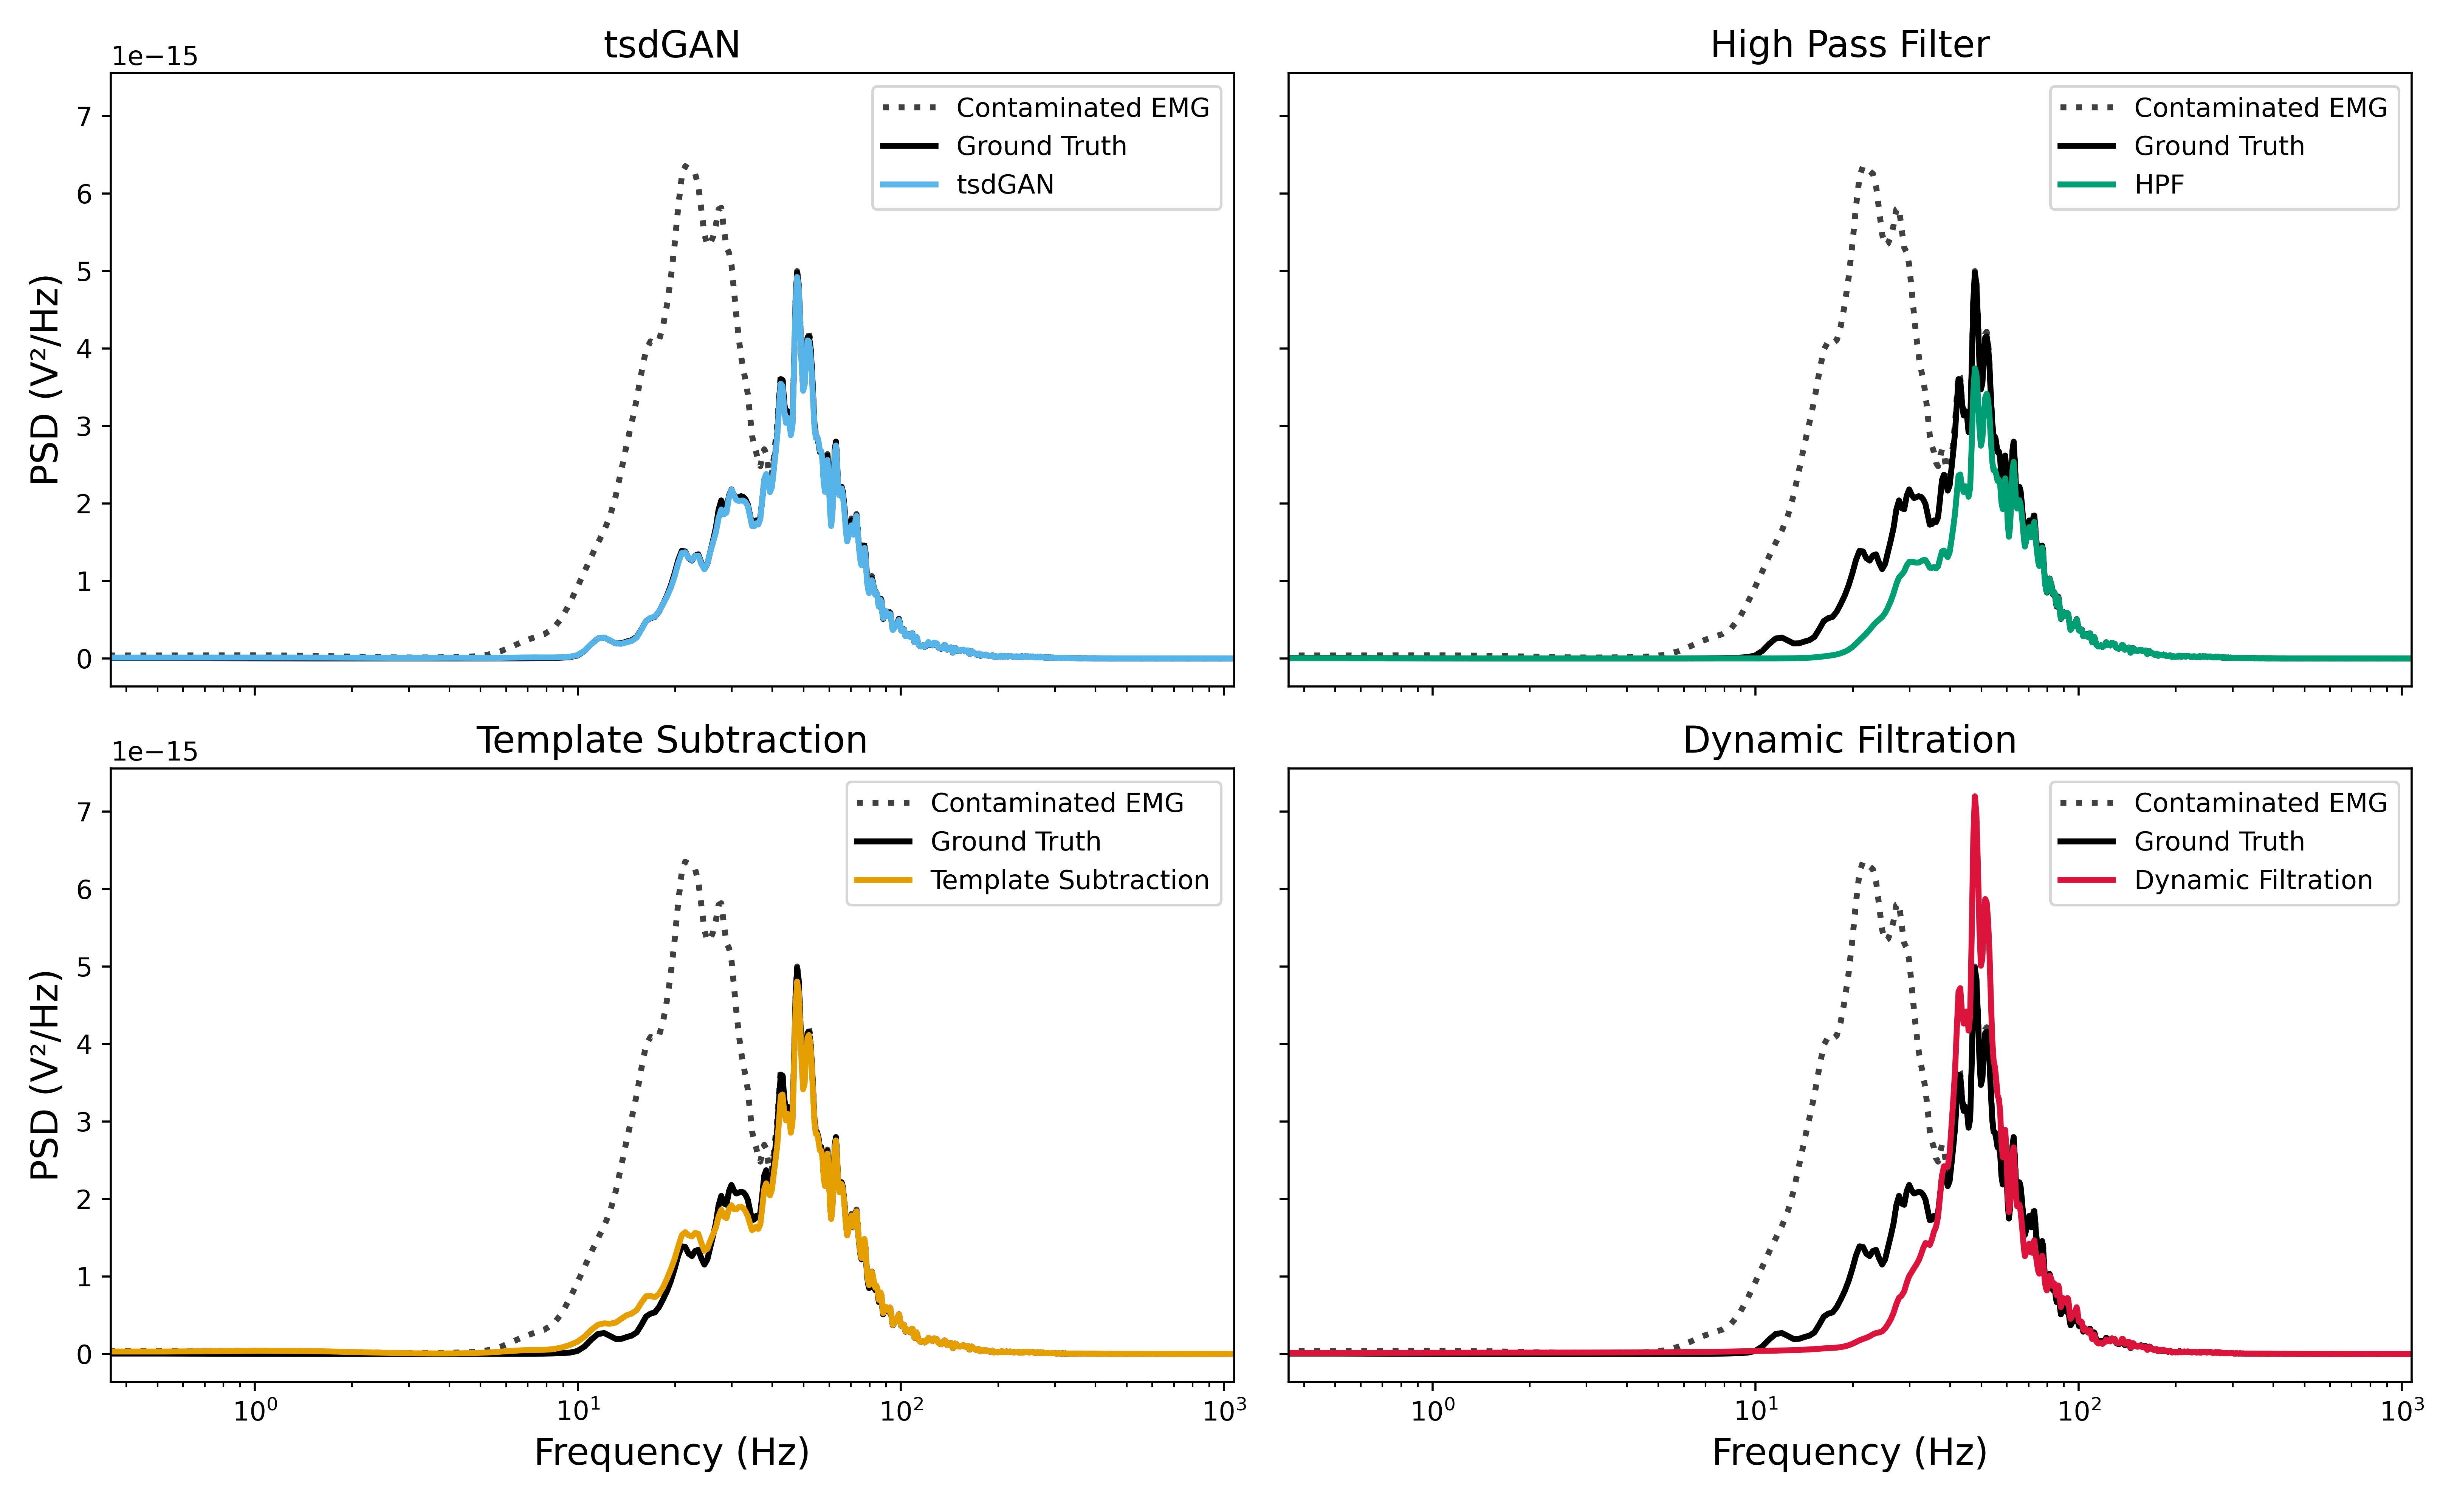 tsdGAN
1e−15
7
6
5
4
3
2
1
0
PSD (V²/Hz)
Contaminated EMG
Ground Truth
tsdGAN
High Pass Filter
Contaminated EMG
Ground Truth
HPF
Template Subtraction
1e−15
7
6
5
4
3
2
1
0
PSD (V²/Hz)
Contaminated EMG
Ground Truth
Template Subtraction
10⁰ 10¹ 10² 10³
Frequency (Hz)
Dynamic Filtration
Contaminated EMG
Ground Truth
Dynamic Filtration
10⁰ 10¹ 10² 10³
Frequency (Hz)